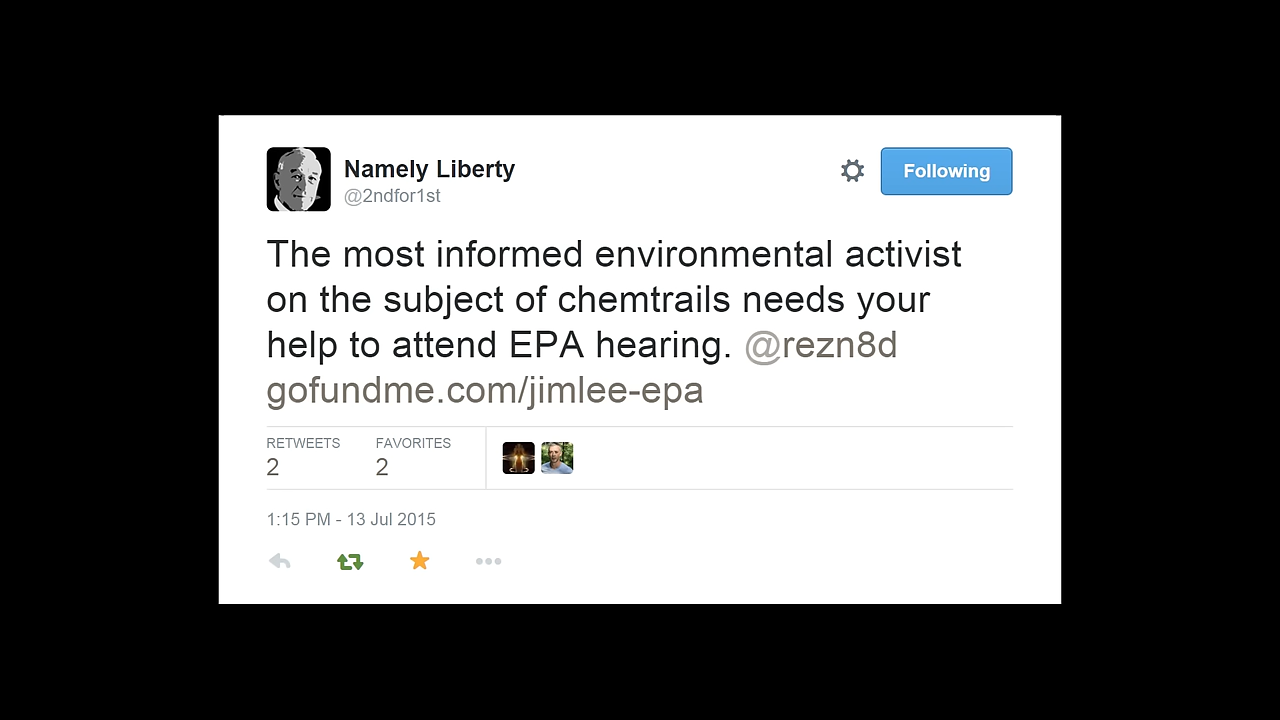 Namely Liberty
@2ndfor1st
Following
The most informed environmental activist
on the subject of chemtrails needs your
help to attend EPA hearing. @rezn8d
gofundme.com/jimlee-epa
RETWEETS FAVORITES
2 2
1:15 PM - 13 Jul 2015